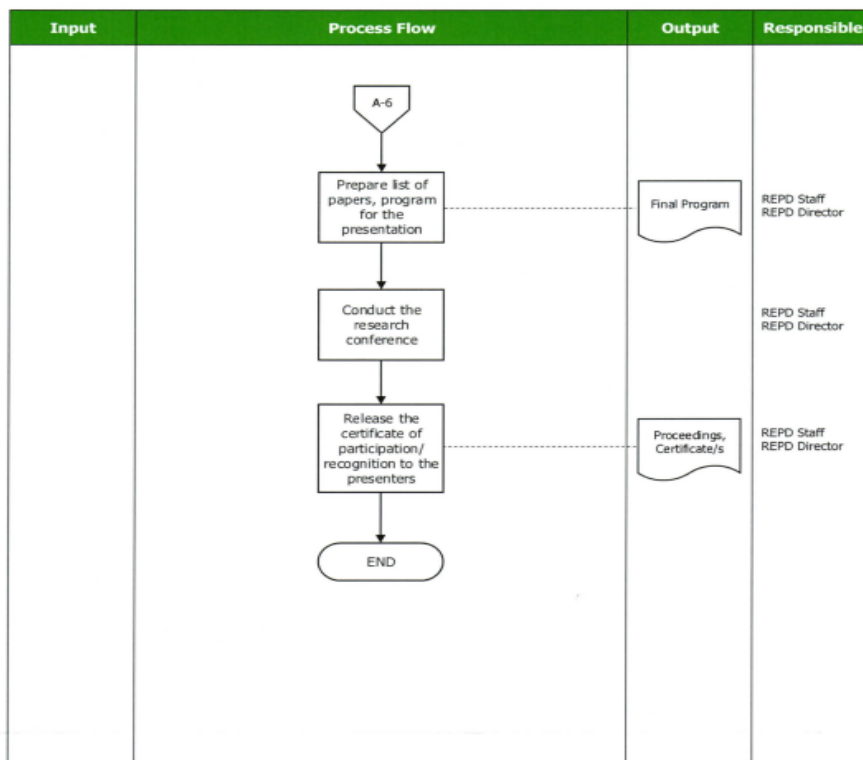 Input Process Flow Output Responsible
A-6
Prepare list of
papers, program
for the
presentation
Final Program
REPD Staff
REPD Director
Conduct the
research
conference
REPD Staff
REPD Director
Release the
certificate of
participation/
recognition to the
presenters
Proceedings,
Certificate/s
REPD Staff
REPD Director
END